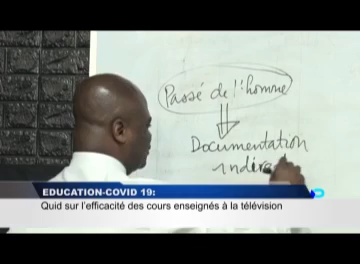 Passé de l'homme
Documentation
EDUCATION-COVID 19:
Quid sur l'efficacité des cours enseignés à la télévision